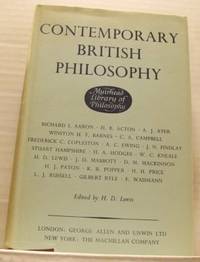 CONTEMPORARY
BRITISH
PHILOSOPHY
Muirhead
Library of
Philosophy
RICHARD I. AARON · H. B. ACTON · A. J. AYER
WINSTON H. F. BARNES · C. A. CAMPBELL
FREDERICK C. COPLESTON · A. C. EWING · J. N. FINDLAY
STUART HAMPSHIRE · H. A. HODGES · W. C. KNEALE
H. D. LEWIS · J. D. MABBOTT · D. M. MACKINNON
H. J. PATON · K. R. POPPER · H. H. PRICE
L. J. RUSSELL · GILBERT RYLE · F. WAISMANN
Edited by H. D. Lewis
LONDON: GEORGE ALLEN AND UNWIN LTD
NEW YORK: THE MACMILLAN COMPANY